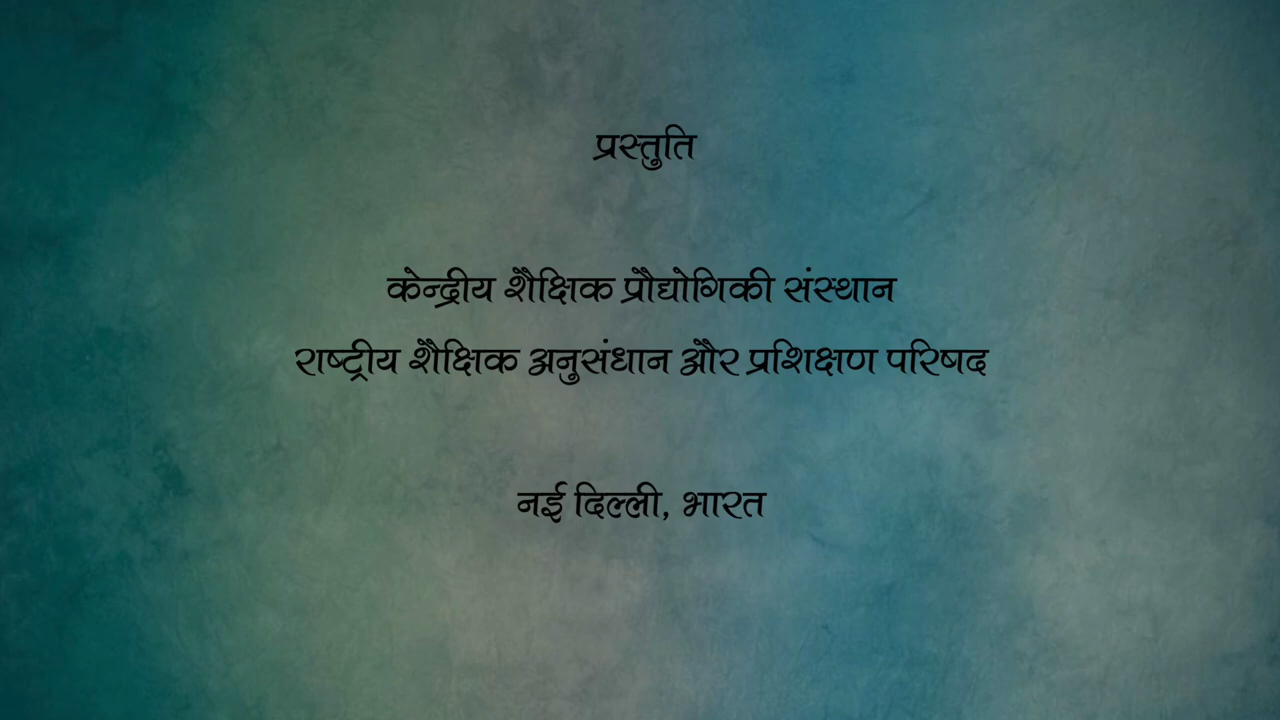 प्रस्तुति
केन्द्रीय शैक्षिक प्रौद्योगिकी संस्थान
राष्ट्रीय शैक्षिक अनुसंधान और प्रशिक्षण परिषद
नई दिल्ली, भारत